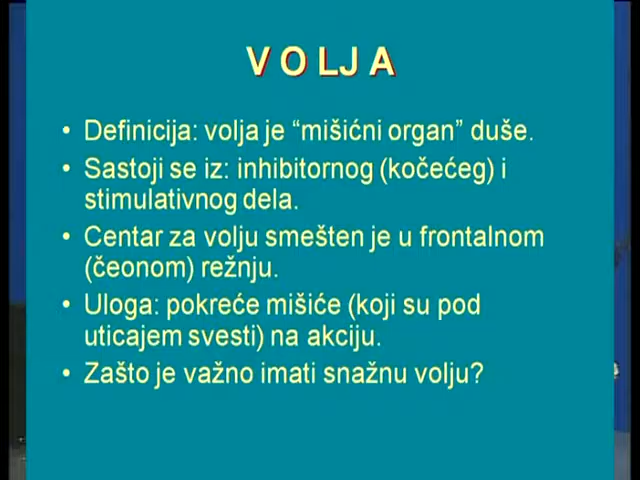 V O LJ A
• Definicija: volja je “mišićni organ” duše.
• Sastoji se iz: inhibitornog (kočećeg) i
stimulativnog dela.
• Centar za volju smešten je u frontalnom
(čeonom) režnju.
• Uloga: pokreće mišiće (koji su pod
uticajem svesti) na akciju.
• Zašto je važno imati snažnu volju?